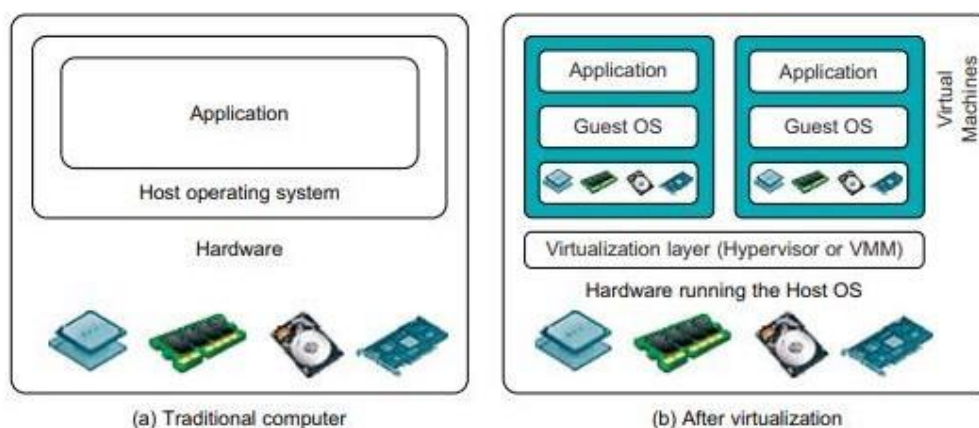 Application
Host operating system
Hardware
(a) Traditional computer
Application
Guest OS
Application
Guest OS
Virtual
Machines
Virtualization layer (Hypervisor or VMM)
Hardware running the Host OS
(b) After virtualization